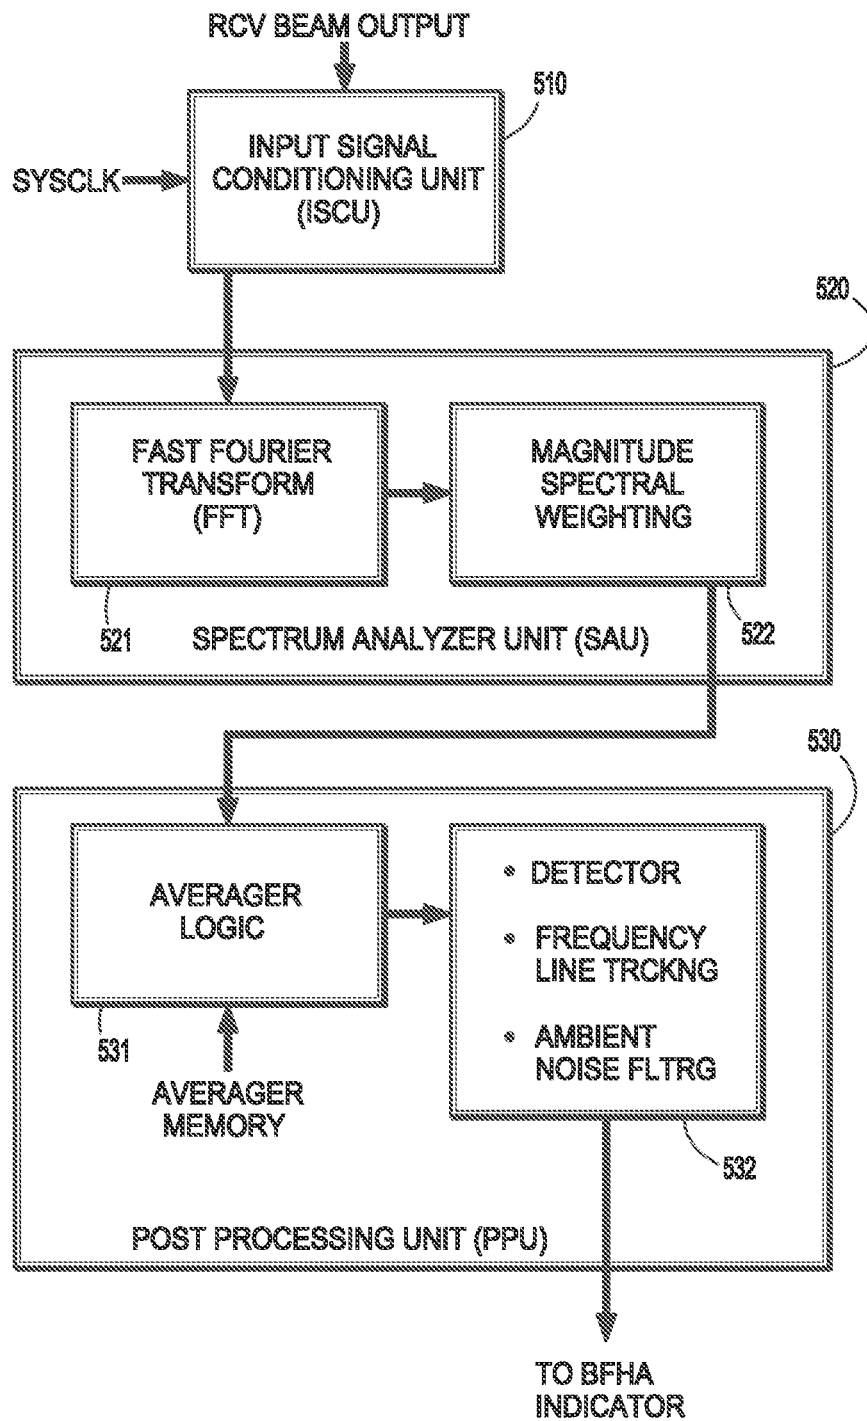 RCV BEAM OUTPUT
510
INPUT SIGNAL
CONDITIONING UNIT
(ISCU)
SYSCLK
520
FAST FOURIER
TRANSFORM
(FFT)
MAGNITUDE
SPECTRAL
WEIGHTING
521
522
SPECTRUM ANALYZER UNIT (SAU)
530
AVERAGER
LOGIC
• DETECTOR
• FREQUENCY
LINE TRCKNG
• AMBIENT
NOISE FLTRG
531
AVERAGER
MEMORY
532
POST PROCESSING UNIT (PPU)
TO BFHA
INDICATOR